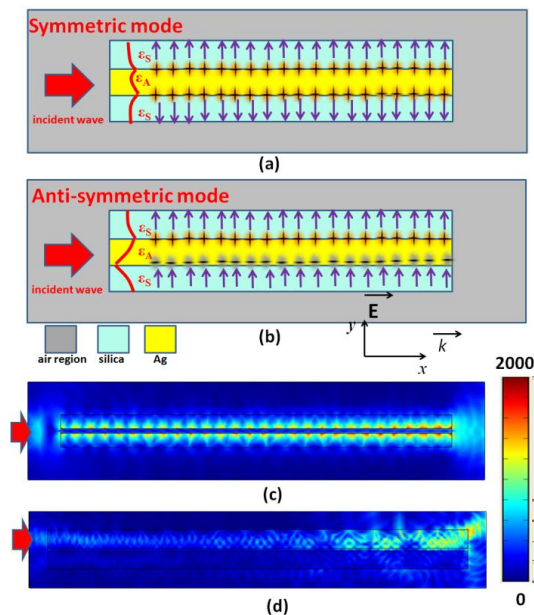 Symmetric mode
εS
εA
εS
incident wave
(a)
Anti-symmetric mode
εS
εA
εS
incident wave
E
y
x
k
(b)
air region
silica
Ag
2000
(c)
(d)
0